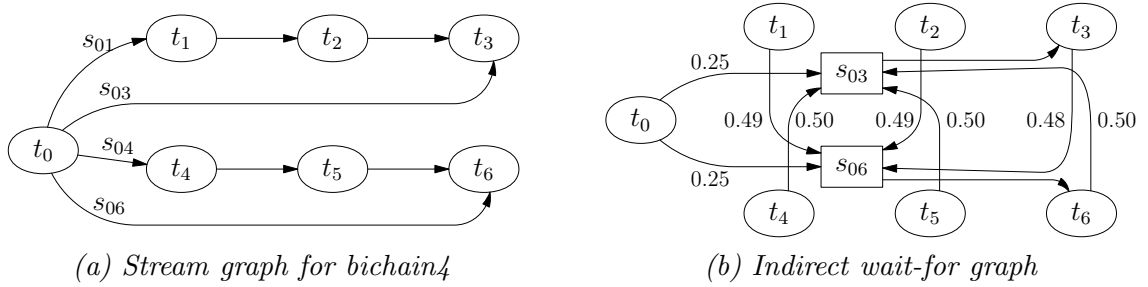 s01
t1
t2
t3
s03
t0
s04
t4
t5
t6
s06
(a) Stream graph for bichain4
t1
t2
t3
0.25
s03
t0
0.49
0.50
0.49
0.50
0.48
0.50
s06
0.25
t4
t5
t6
(b) Indirect wait-for graph